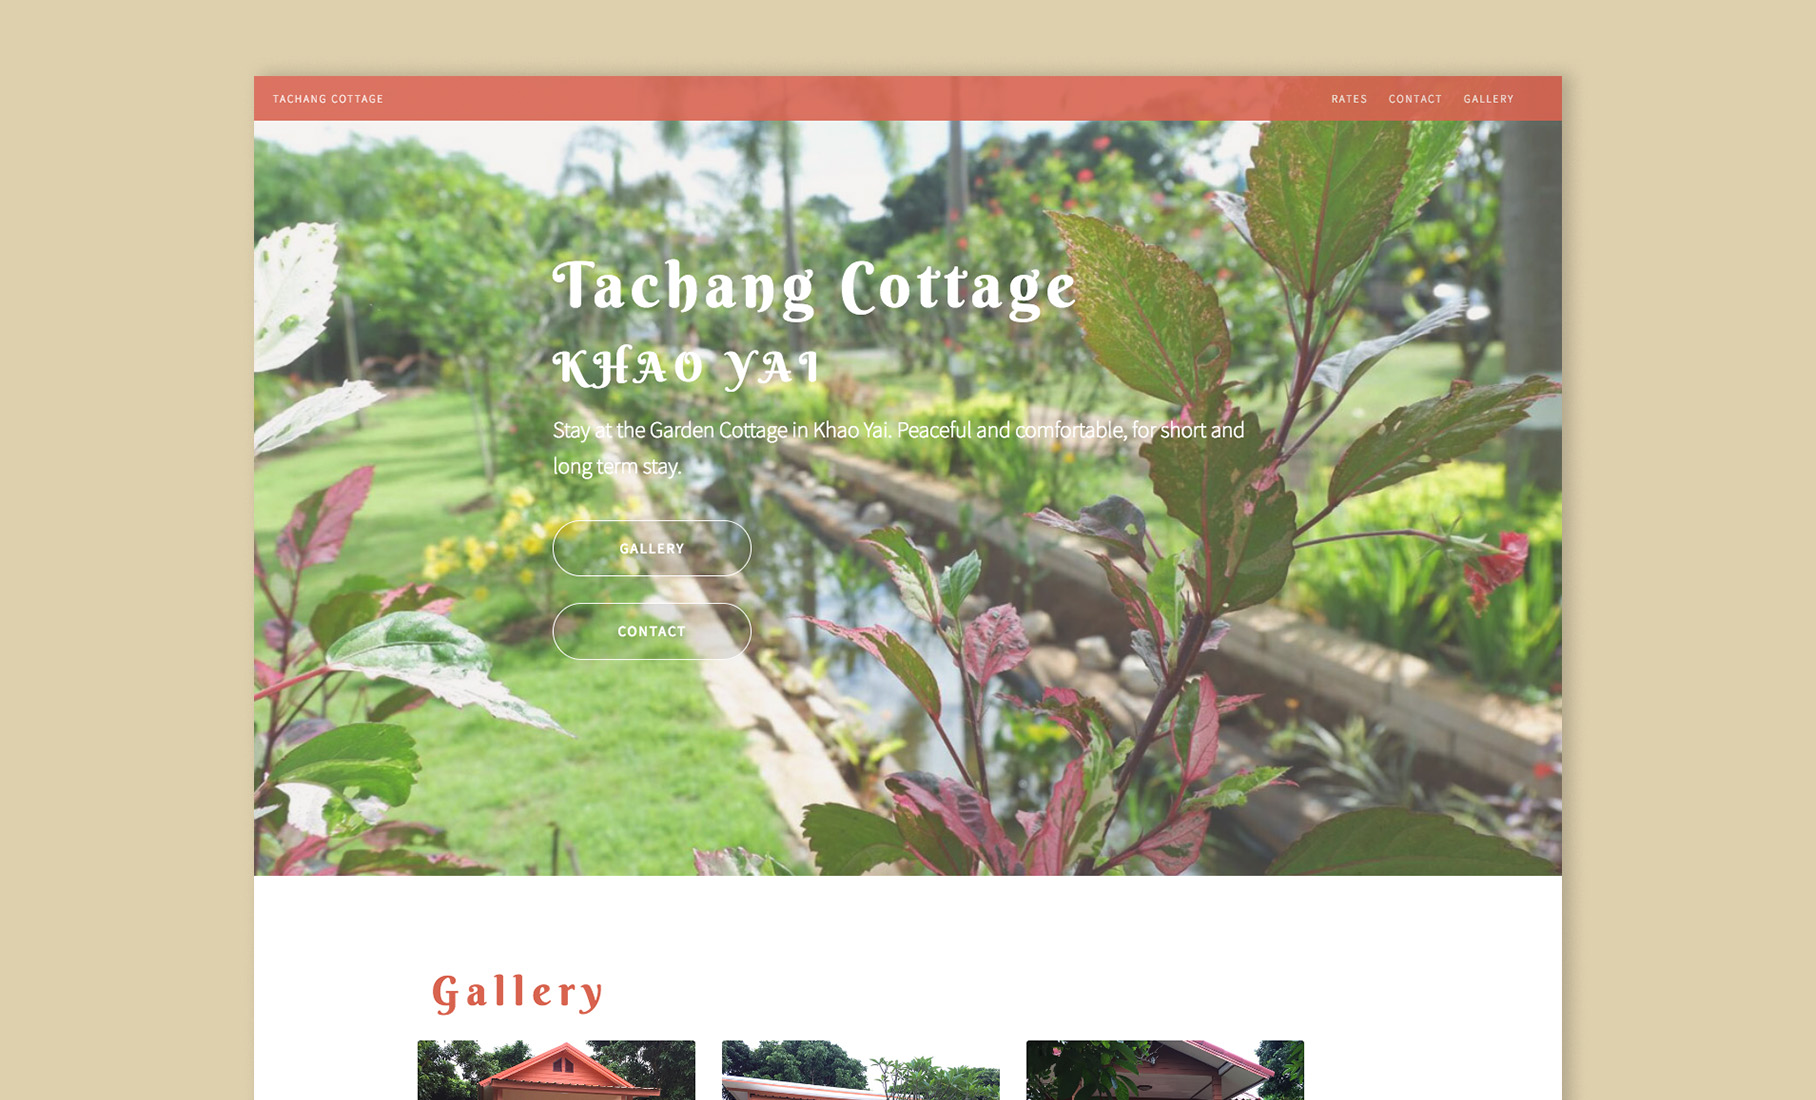 TACHANG COTTAGE
RATES CONTACT GALLERY
Tachang Cottage
KHAO YAI
Stay at the Garden Cottage in Khao Yai. Peaceful and comfortable, for short and
long term stay.
GALLERY
CONTACT
Gallery